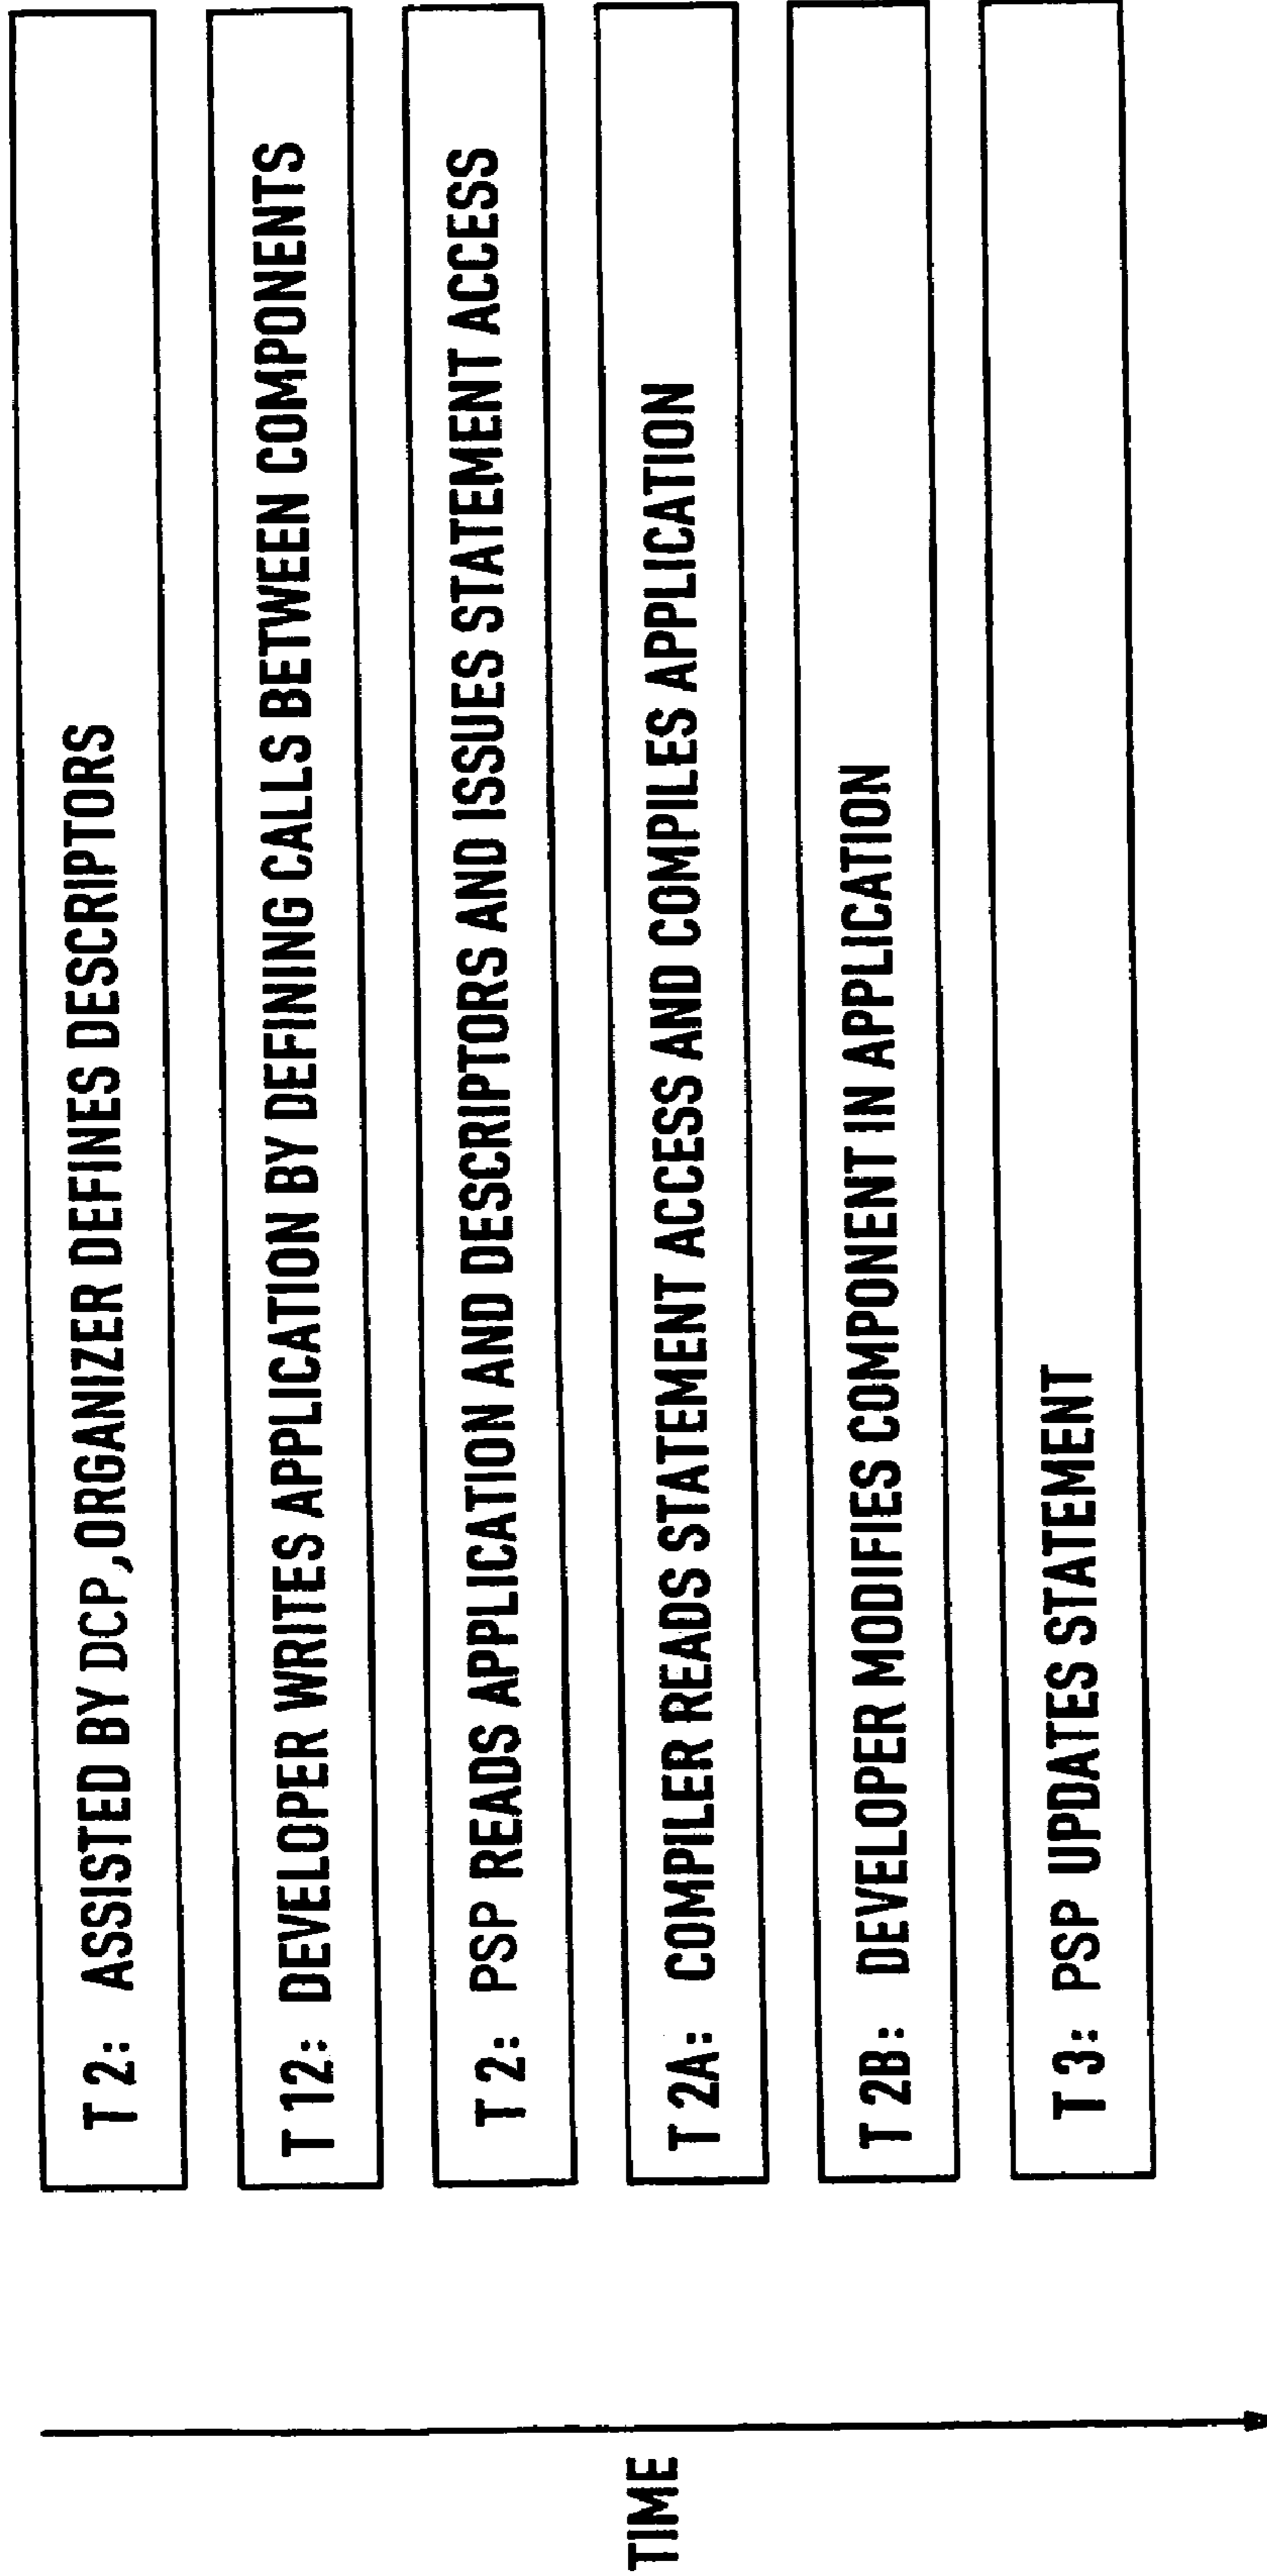 T 2: ASSISTED BY DCP, ORGANIZER DEFINES DESCRIPTORS
T 12: DEVELOPER WRITES APPLICATION BY DEFINING CALLS BETWEEN COMPONENTS
T 2: PSP READS APPLICATION AND DESCRIPTORS AND ISSUES STATEMENT ACCESS
T 2A: COMPILER READS STATEMENT ACCESS AND COMPILES APPLICATION
T 2B: DEVELOPER MODIFIES COMPONENT IN APPLICATION
T 3: PSP UPDATES STATEMENT
TIME